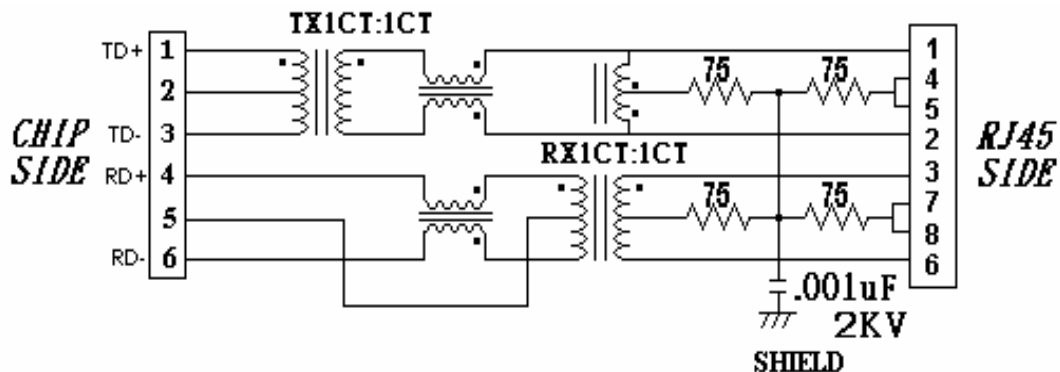 TX1CT:1CT
TD+ 1
2
TD- 3
RD+ 4
5
RD- 6
CHIP
SIDE
75 75
RX1CT:1CT
75 75
1
4
5
2
3
7
8
6
RJ45
SIDE
.001uF
2KV
SHIELD